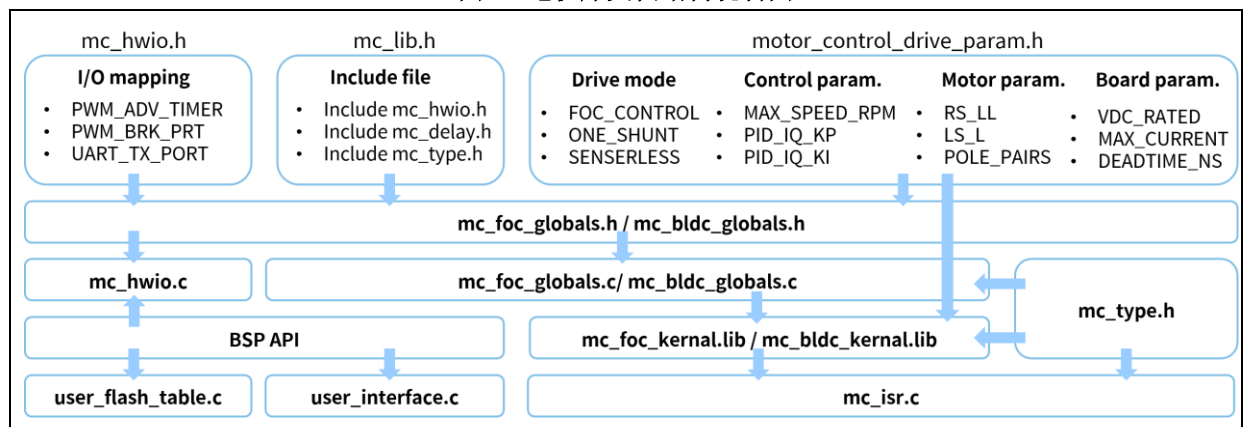 mc_hwio.h
I/O mapping
• PWM_ADV_TIMER
• PWM_BRK_PRT
• UART_TX_PORT
mc_lib.h
Include file
• Include mc_hwio.h
• Include mc_delay.h
• Include mc_type.h
motor_control_drive_param.h
Drive mode
• FOC_CONTROL
• ONE_SHUNT
• SENSERLESS
Control param.
• MAX_SPEED_RPM
• PID_IQ_KP
• PID_IQ_KI
Motor param.
• RS_LL
• LS_L
• POLE_PAIRS
Board param.
• VDC_RATED
• MAX_CURRENT
• DEADTIME_NS
mc_foc_globals.h / mc_bldc_globals.h
mc_hwio.c
mc_foc_globals.c/ mc_bldc_globals.c
mc_type.h
BSP API
mc_foc_kernal.lib / mc_bldc_kernal.lib
user_flash_table.c
user_interface.c
mc_isr.c